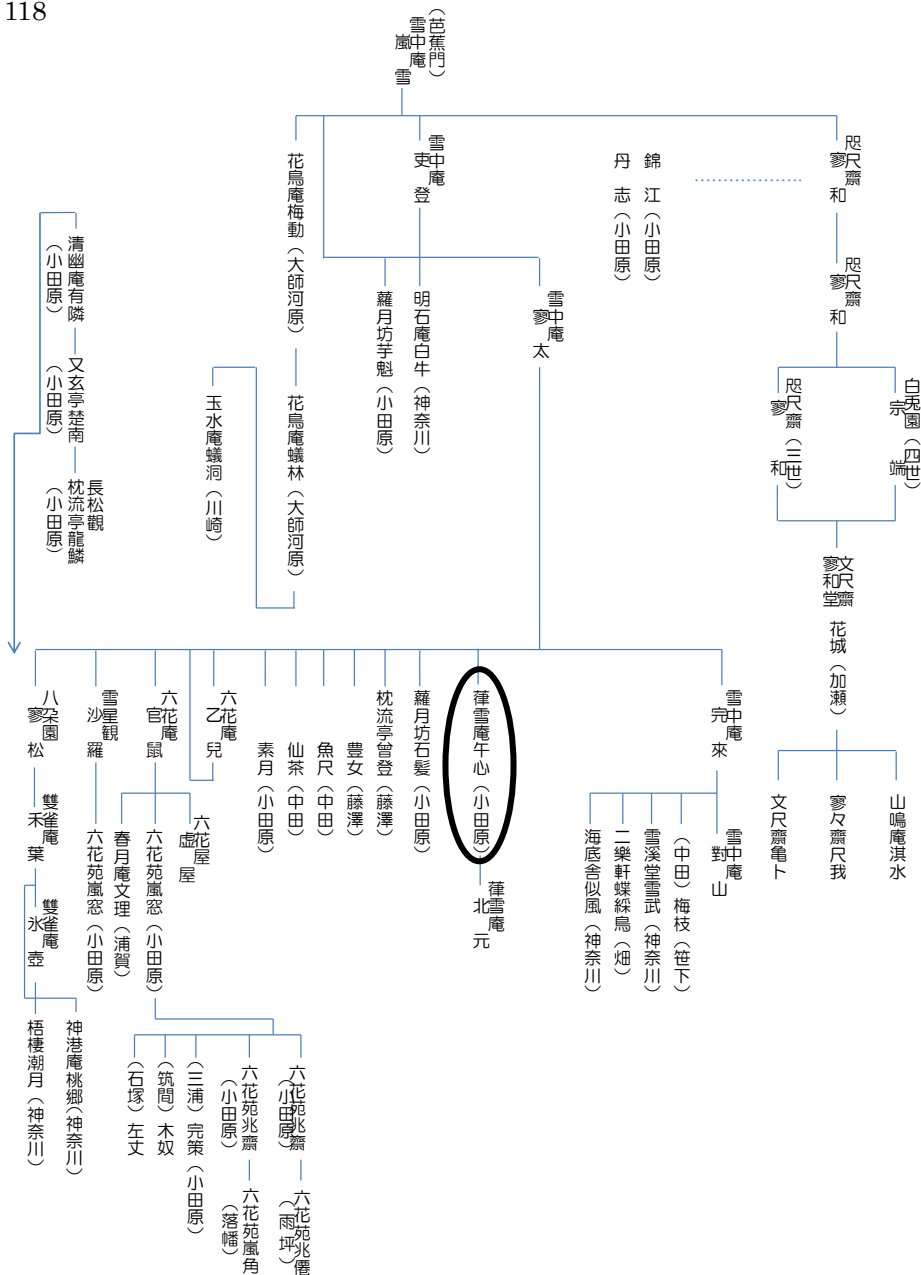 118
（芭蕉門）
雪中庵
嵐雪
咫尺齋
寥和
錦江（小田原）
丹志（小田原）
雪中庵
吏登
花鳥庵梅動（大師河原）
咫尺齋
寥和
雪中庵
寥太
明石庵白牛（神奈川）
蘿月坊芋魁（小田原）
花鳥庵蟻林（大師河原）
玉水庵蟻洞（川崎）
清幽庵有隣
（小田原）
又玄亭楚南
（小田原）
長松觀
枕流亭龍鱗
（小田原）
白兎園（四世）
宗端
咫尺齋（三世）
寥和
文尺齋
寥和堂
花城（加瀬）
山鳴庵淇水
寥々齋尺我
文尺齋亀卜
雪中庵
完來
雪中庵
對山
（中田）梅枝（笹下）
雪溪堂雪武（神奈川）
二樂軒蝶綵鳥（畑）
海底舎似風（神奈川）
葎雪庵午心（小田原）
葎雪庵
北元
蘿月坊石髪（小田原）
枕流亭曾登（藤澤）
豊女（藤澤）
魚尺（中田）
仙茶（中田）
素月（小田原）
六花庵
乙兒
六花庵
官鼠
六花屋
虚屋
六花苑嵐窓（小田原）
春月庵文理（浦賀）
雪星観
沙羅
六花苑嵐窓（小田原）
八朶園
寥松
雙雀庵
禾葉
雙雀庵
氷壺
神港庵桃郷（神奈川）
梧棲潮月（神奈川）
六花苑兆齋
（小田原）
六花苑兆僊
（雨坪）
六花苑兆齋
（小田原）
六花苑嵐角
（落幡）
（三浦）完策（小田原）
（筑間）木奴
（石塚）左丈